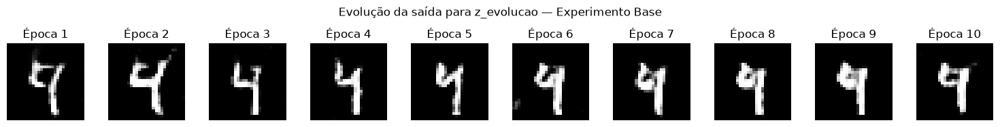 Evolução da saída para z_evolucao — Experimento Base
Época 1 Época 2 Época 3 Época 4 Época 5 Época 6 Época 7 Época 8 Época 9 Época 10